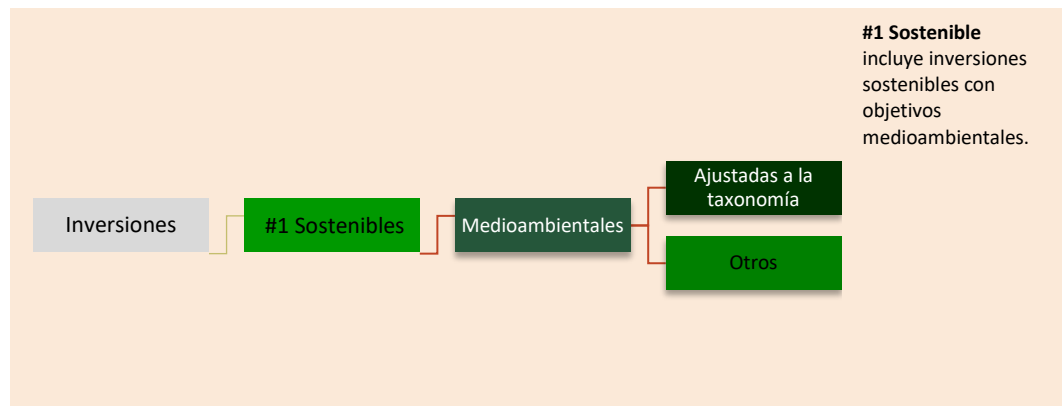 #1 Sostenible
incluye inversiones
sostenibles con
objetivos
medioambientales.
Inversiones
#1 Sostenibles
Medioambientales
Ajustadas a la
taxonomía
Otros